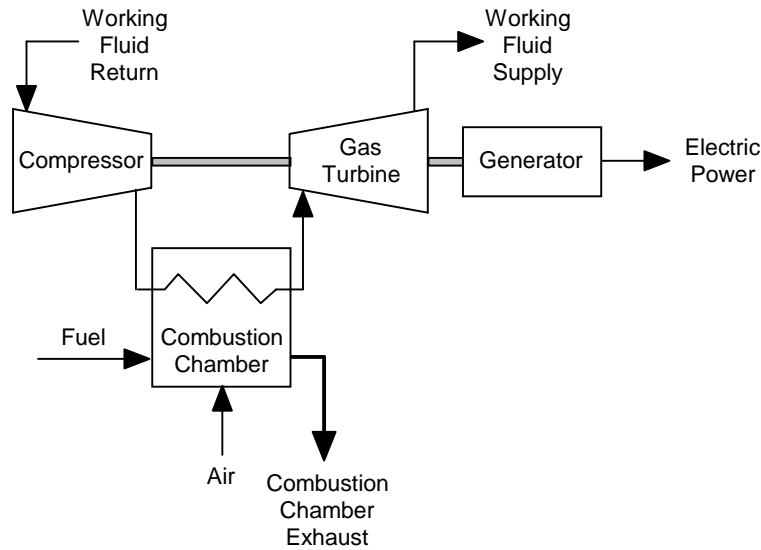 Working
Fluid
Return
Working
Fluid
Supply
Compressor
Gas
Turbine
Generator
Electric
Power
Fuel
Combustion
Chamber
Air
Combustion
Chamber
Exhaust